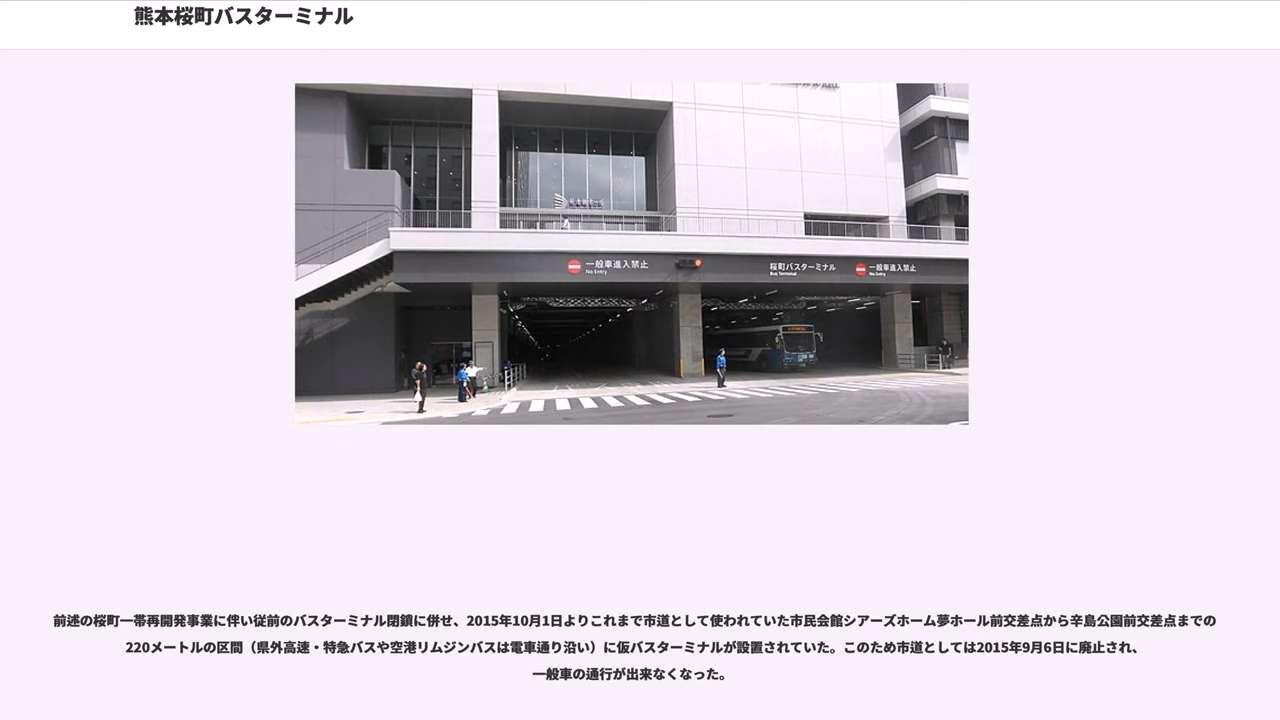 熊本桜町バスターミナル
一般車進入禁止
No Entry
桜町バスターミナル
Bus Terminal
一般車進入禁止
No Entry
前述の桜町一帯再開発事業に伴い従前のバスターミナル閉鎖に併せ、2015年10月1日よりこれまで市道として使われていた市民会館シアーズホーム夢ホール前交差点から辛島公園前交差点までの
220メートルの区間（県外高速・特急バスや空港リムジンバスは電車通り沿い）に仮バスターミナルが設置されていた。このため市道としては2015年9月6日に廃止され、
一般車の通行が出来なくなった。